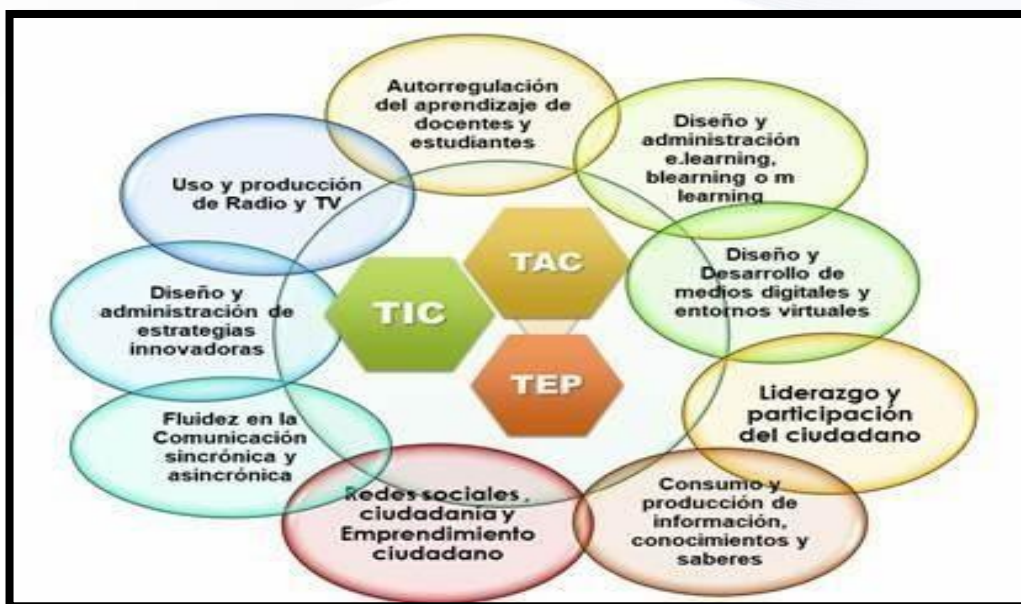 Autorregulación
del aprendizaje de
docentes y
estudiantes
Diseño y
administración
e.learning,
blearning o m
learning
Uso y producción
de Radio y TV
TAC
Diseño y
Desarrollo de
medios digitales y
entornos virtuales
TIC
Diseño y
administración de
estrategias
innovadoras
TEP
Liderazgo y
participación
del ciudadano
Fluidez en la
Comunicación
sincrónica y
asincrónica
Redes sociales ,
ciudadanía y
Emprendimiento
ciudadano
Consumo y
producción de
información,
conocimientos y
saberes